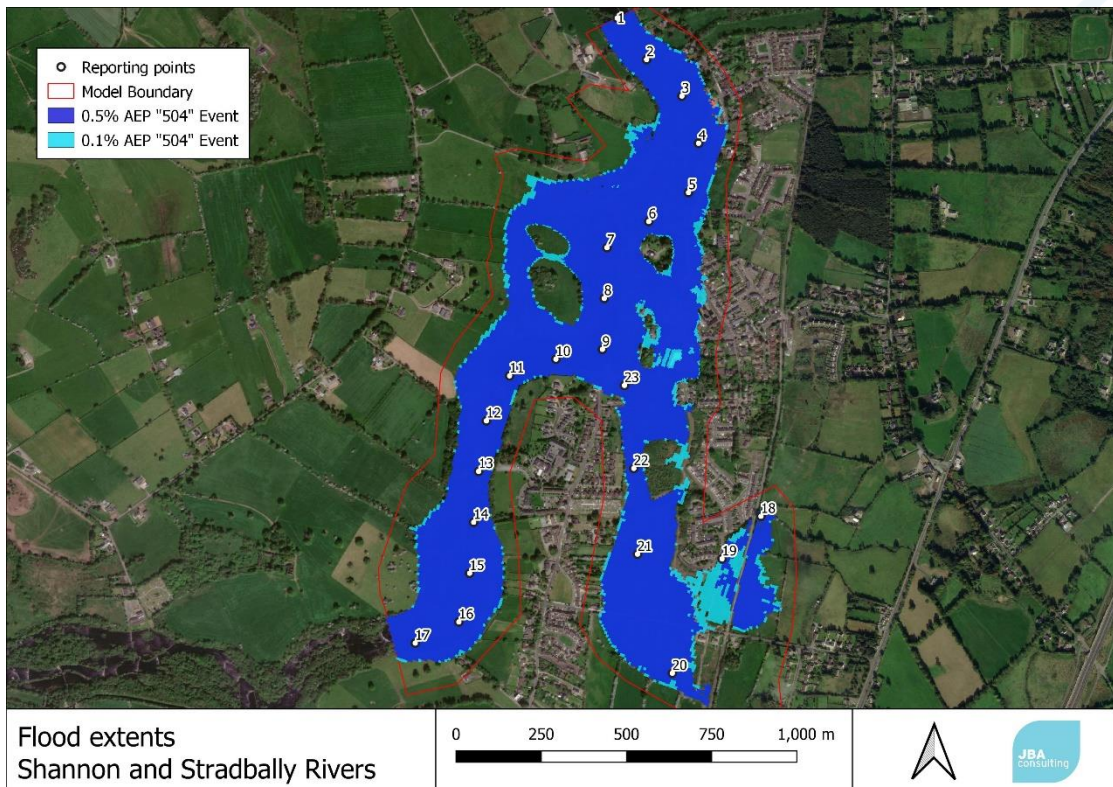 Reporting points
Model Boundary
0.5% AEP "504" Event
0.1% AEP "504" Event
1
2
3
4
5
6
7
8
9
10
11
23
12
13
22
14
18
21
19
15
16
17
20
Flood extents
Shannon and Stradbally Rivers
0 250 500 750 1,000 m
JBA
consulting